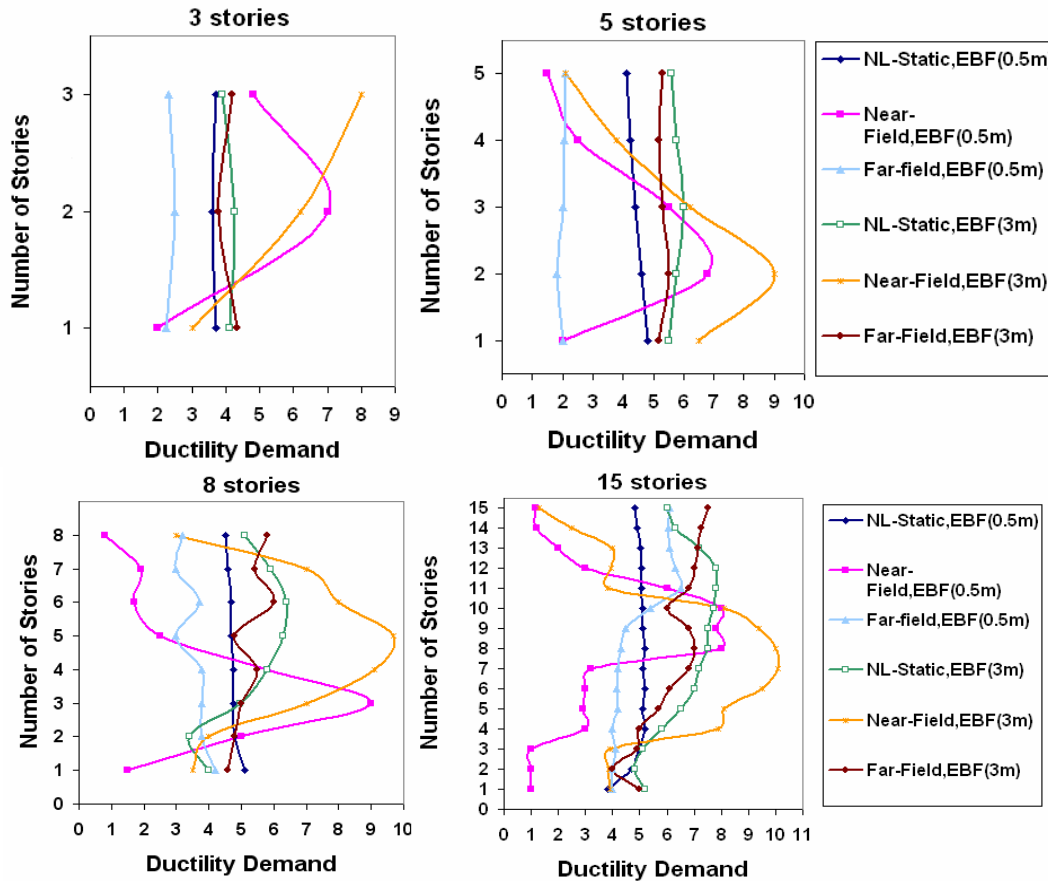 3 stories
Number of Stories
3
2
1
0 1 2 3 4 5 6 7 8 9
Ductility Demand
5 stories
Number of Stories
5
4
3
2
1
0 1 2 3 4 5 6 7 8 9 10
Ductility Demand
NL-Static,EBF(0.5m)
Near-
Field,EBF(0.5m)
Far-field,EBF(0.5m)
NL-Static,EBF(3m)
Near-Field,EBF(3m)
Far-Field,EBF(3m)
8 stories
Number of Stories
8
7
6
5
4
3
2
1
0
0 1 2 3 4 5 6 7 8 9 10
Ductility Demand
15 stories
Number of Stories
15
14
13
12
11
10
9
8
7
6
5
4
3
2
1
0
0 1 2 3 4 5 6 7 8 9 10 11
Ductility Demand
NL-Static,EBF(0.5m)
Near-
Field,EBF(0.5m)
Far-field,EBF(0.5m)
NL-Static,EBF(3m)
Near-Field,EBF(3m)
Far-Field,EBF(3m)